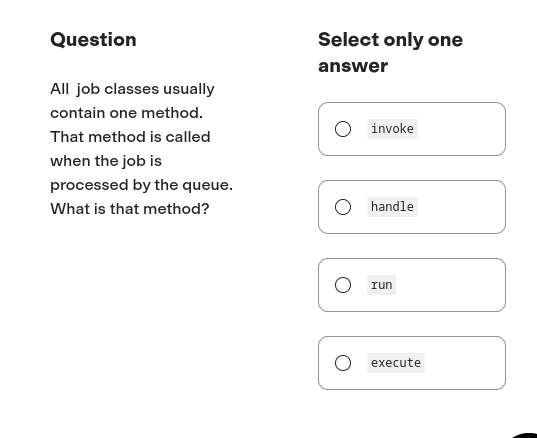 Question
All job classes usually
contain one method.
That method is called
when the job is
processed by the queue.
What is that method?
Select only one
answer
invoke
handle
run
execute